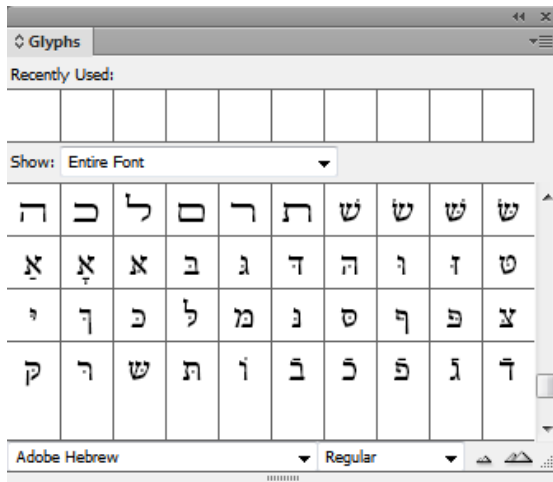 Glyphs
Recently Used:
Show: Entire Font
ﬣ ﬤ ﬥ ﬦ ﬧ ﬨ שׁ שׂ שּׁ שּׂ
אַ אָ אּ בּ גּ דּ הּ וּ זּ טּ
יּ ךּ כּ לּ מּ נּ סּ ףּ פּ צּ
קּ רּ שּ תּ וֹ בֿ כֿ פֿ גֿ דֿ
Adobe Hebrew Regular